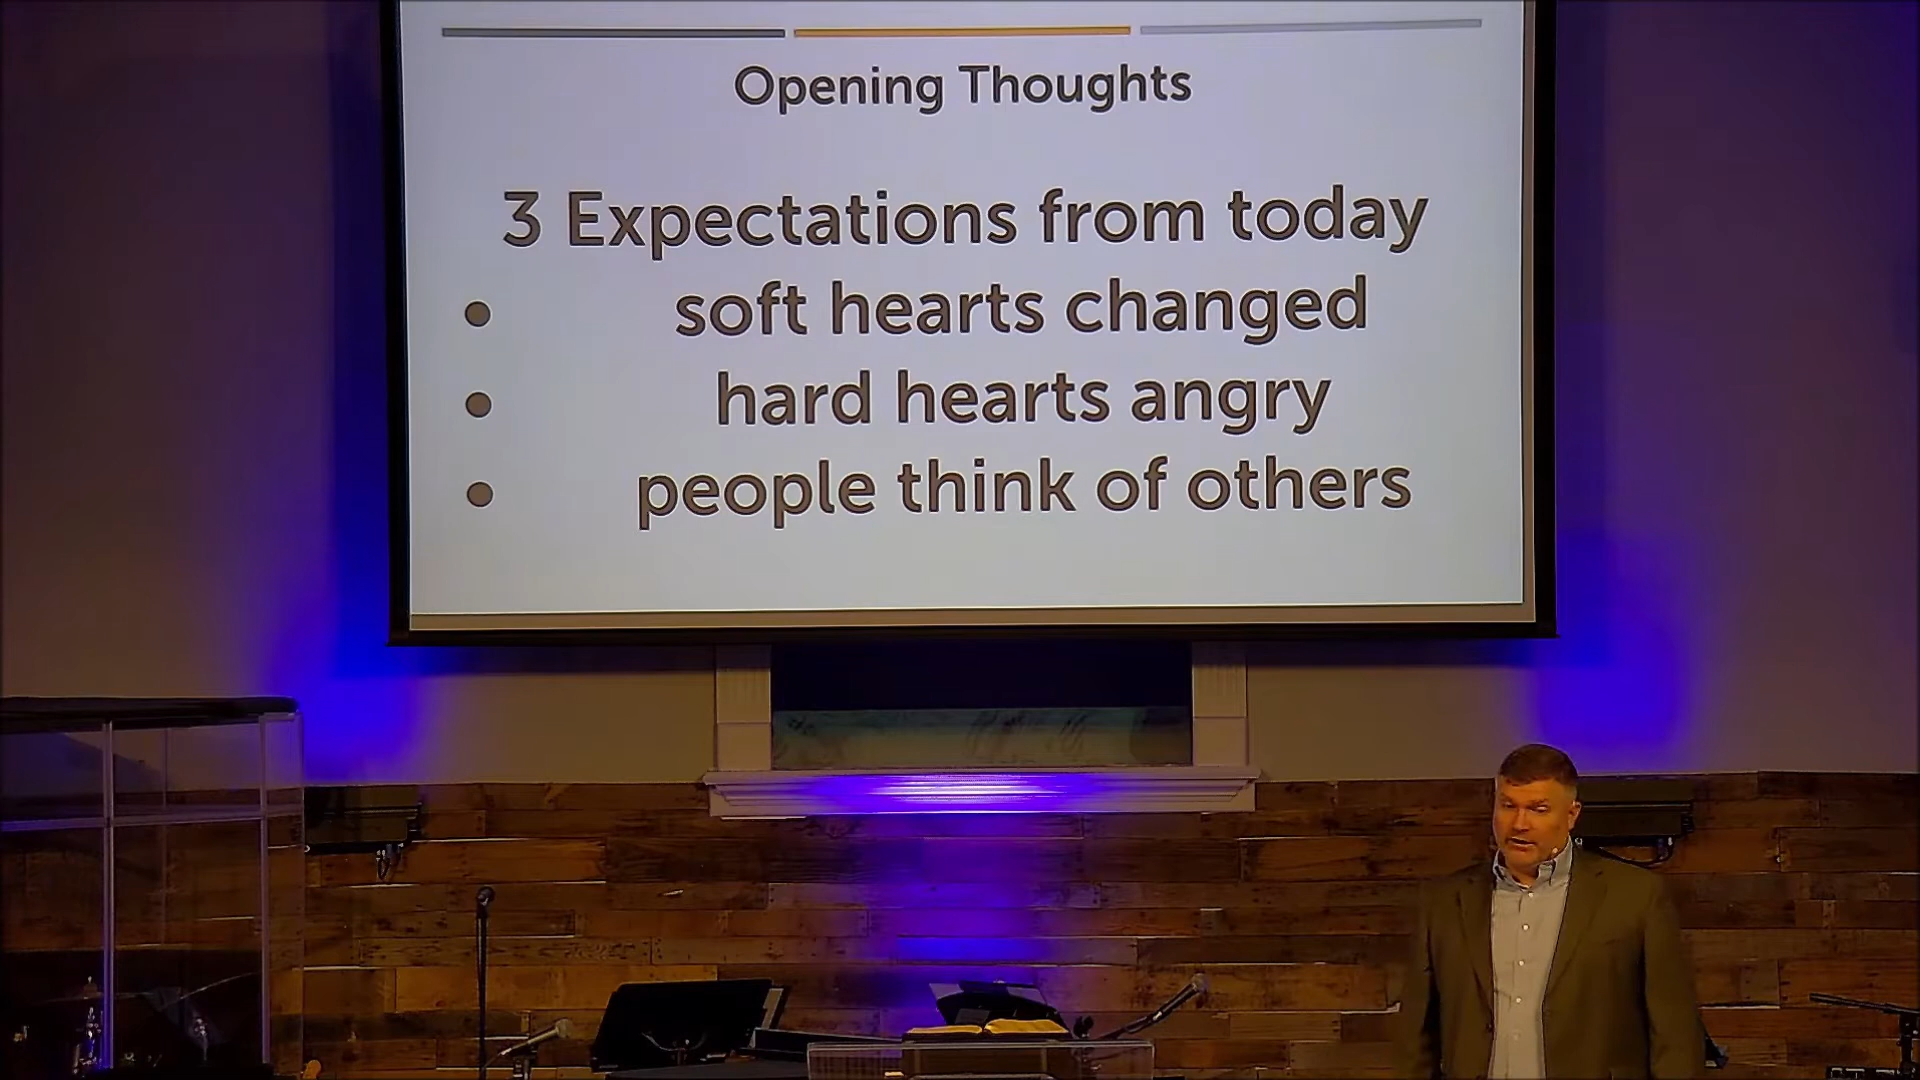 Opening Thoughts
3 Expectations from today
● soft hearts changed
● hard hearts angry
● people think of others